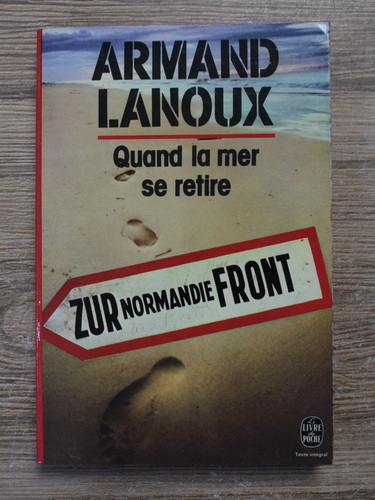 ARMAND
LANOUX
Quand la mer
se retire
ZUR NORMANDIE FRONT
Le
LIVRE
de
POCHE
Texte intégral